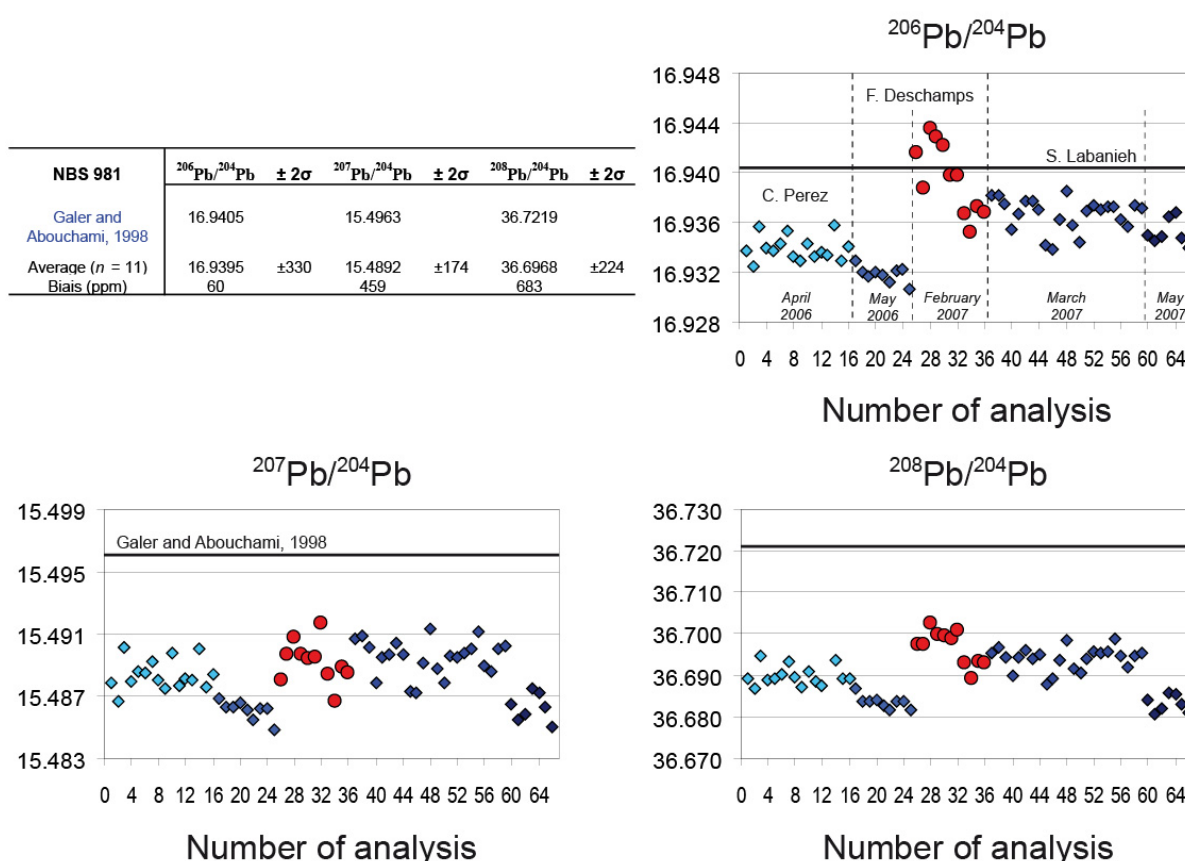 NBS 981 ²⁰⁶Pb/²⁰⁴Pb ± 2σ ²⁰⁷Pb/²⁰⁴Pb ± 2σ ²⁰⁸Pb/²⁰⁴Pb ± 2σ
Galer and
Abouchami, 1998 16.9405 15.4963 36.7219
Average (n = 11) 16.9395 ±330 15.4892 ±174 36.6968 ±224
Biais (ppm) 60 459 683
²⁰⁶Pb/²⁰⁴Pb
16.948
16.944
16.940
16.936
16.932
16.928
F. Deschamps
S. Labanieh
C. Perez
April
2006
May
2006
February
2007
March
2007
May
2007
0 4 8 12 16 20 24 28 32 36 40 44 48 52 56 60 64
Number of analysis
²⁰⁷Pb/²⁰⁴Pb
15.499
15.495
15.491
15.487
15.483
Galer and Abouchami, 1998
0 4 8 12 16 20 24 28 32 36 40 44 48 52 56 60 64
Number of analysis
²⁰⁸Pb/²⁰⁴Pb
36.730
36.720
36.710
36.700
36.690
36.680
36.670
0 4 8 12 16 20 24 28 32 36 40 44 48 52 56 60 64
Number of analysis